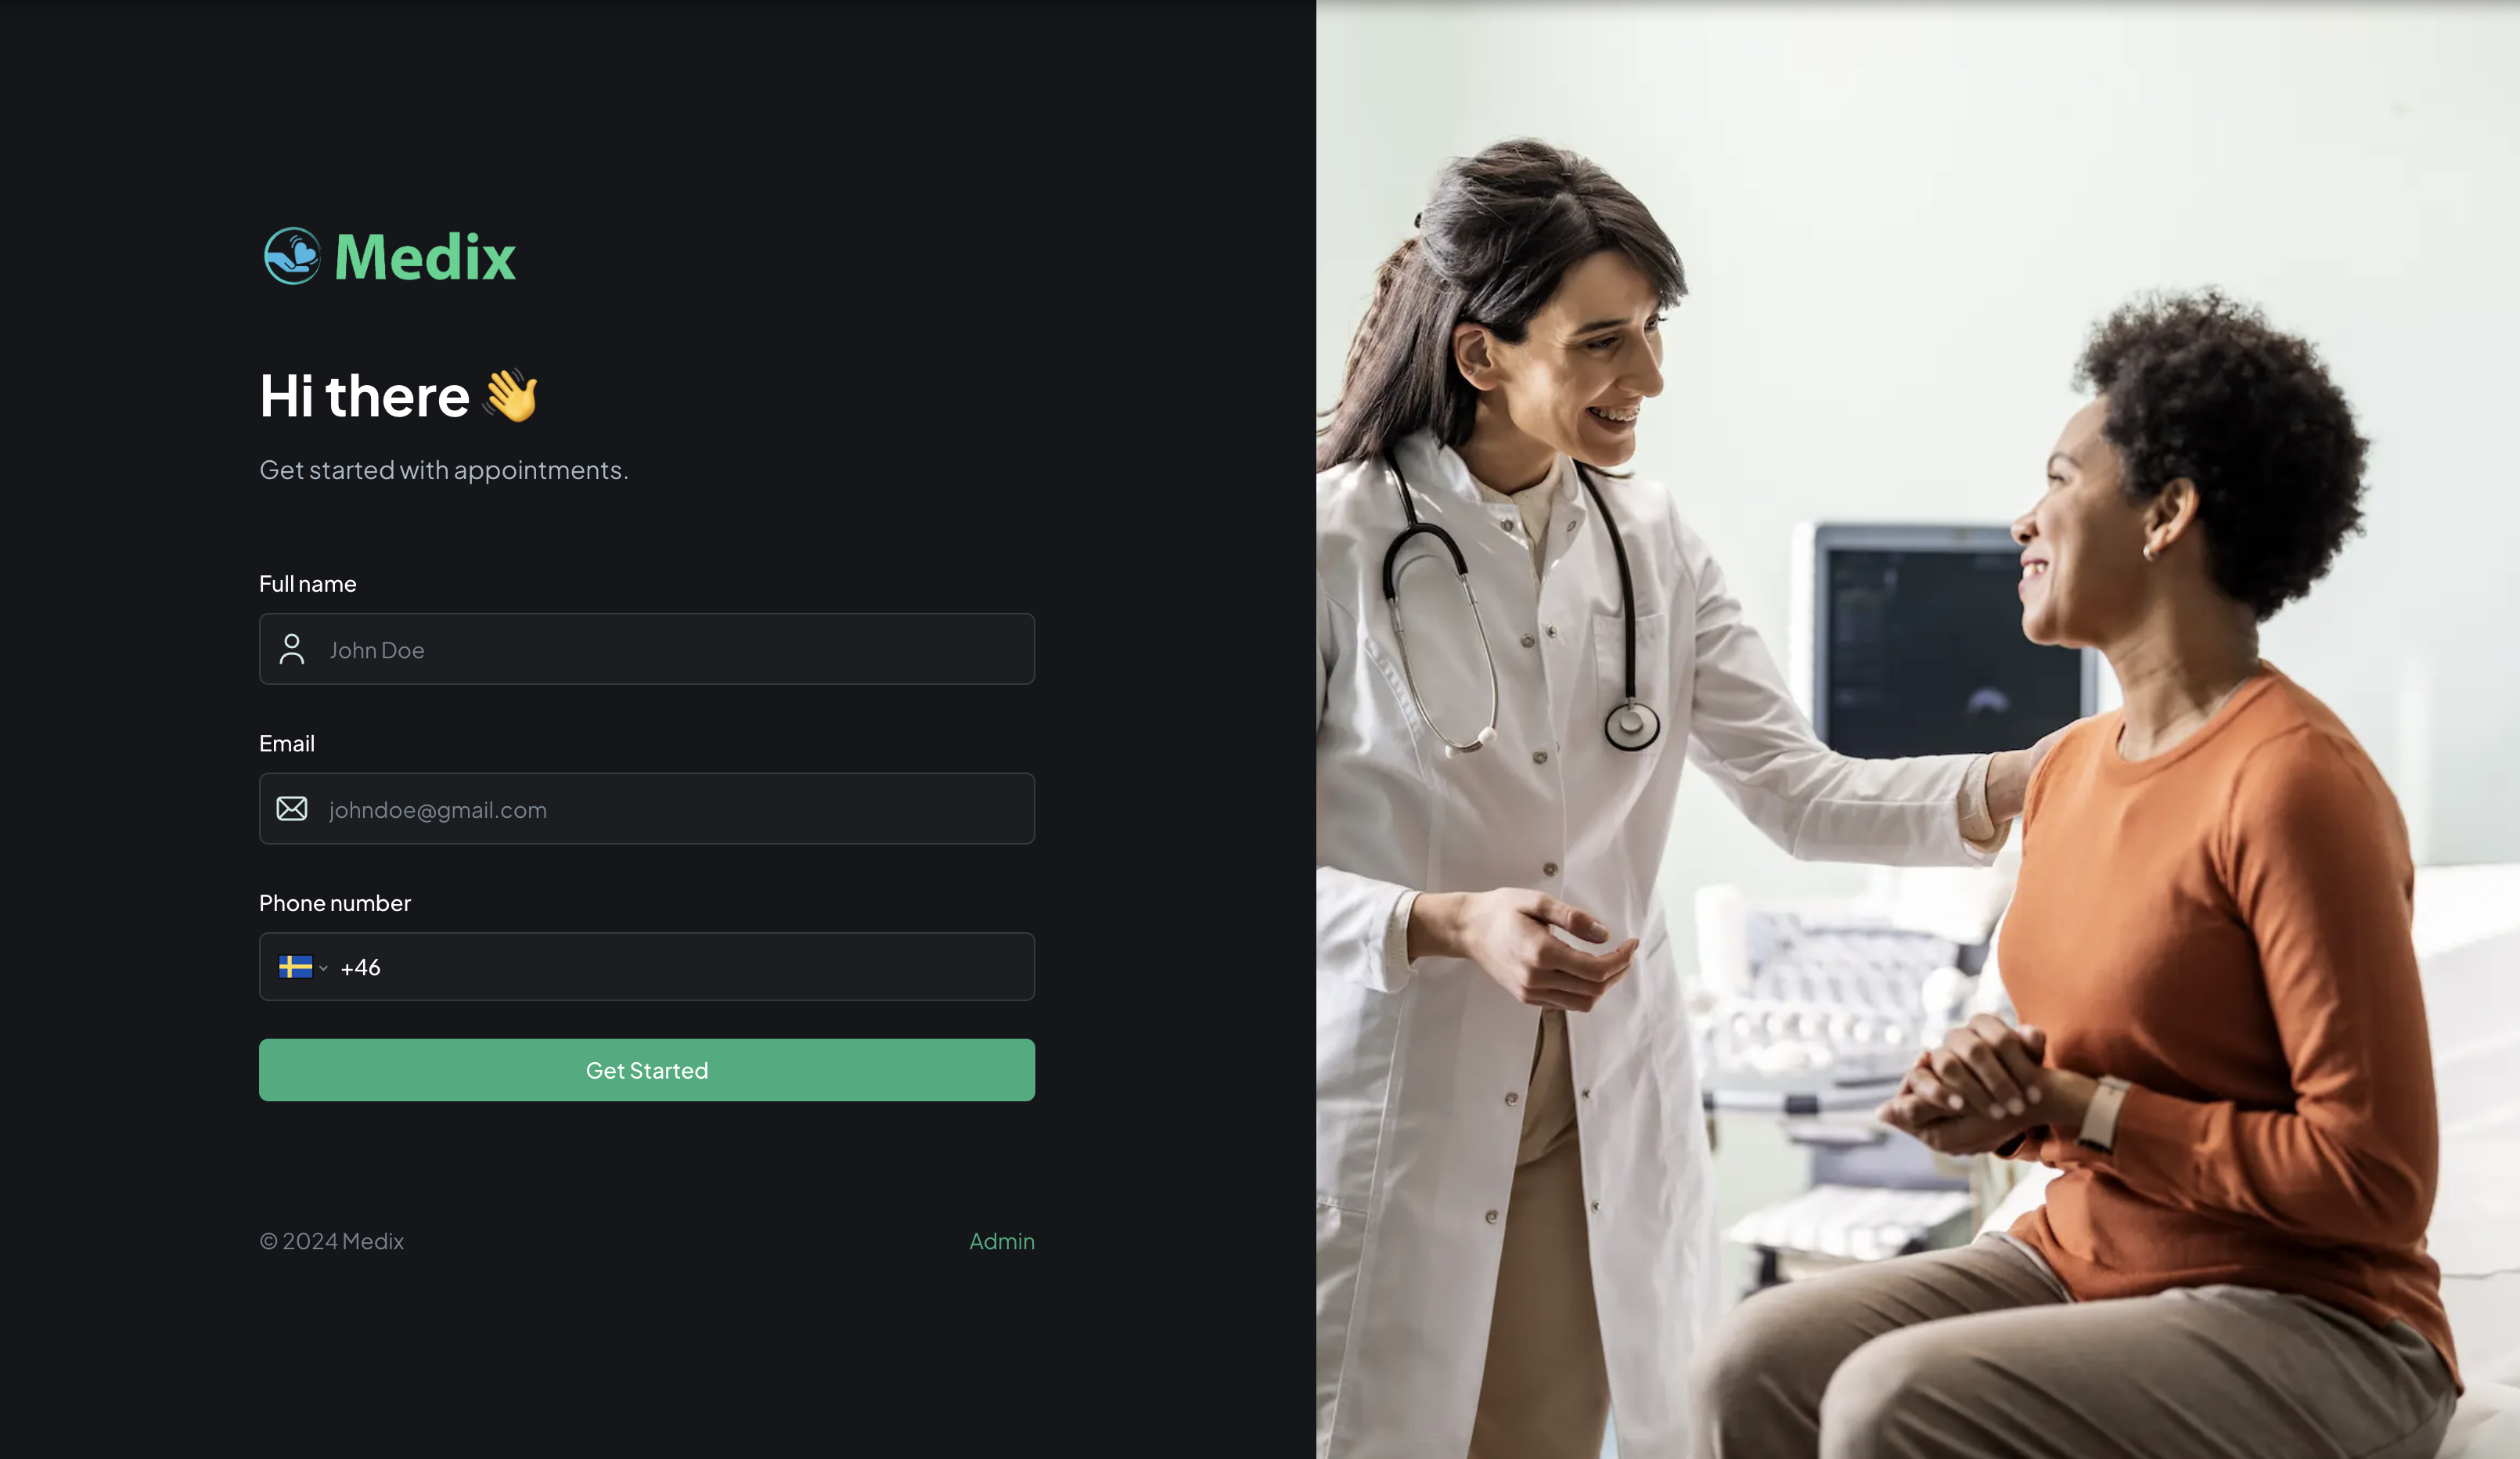 Medix
Hi there 👋
Get started with appointments.
Full name
John Doe
Email
johndoe@gmail.com
Phone number
+46
Get Started
© 2024 Medix
Admin